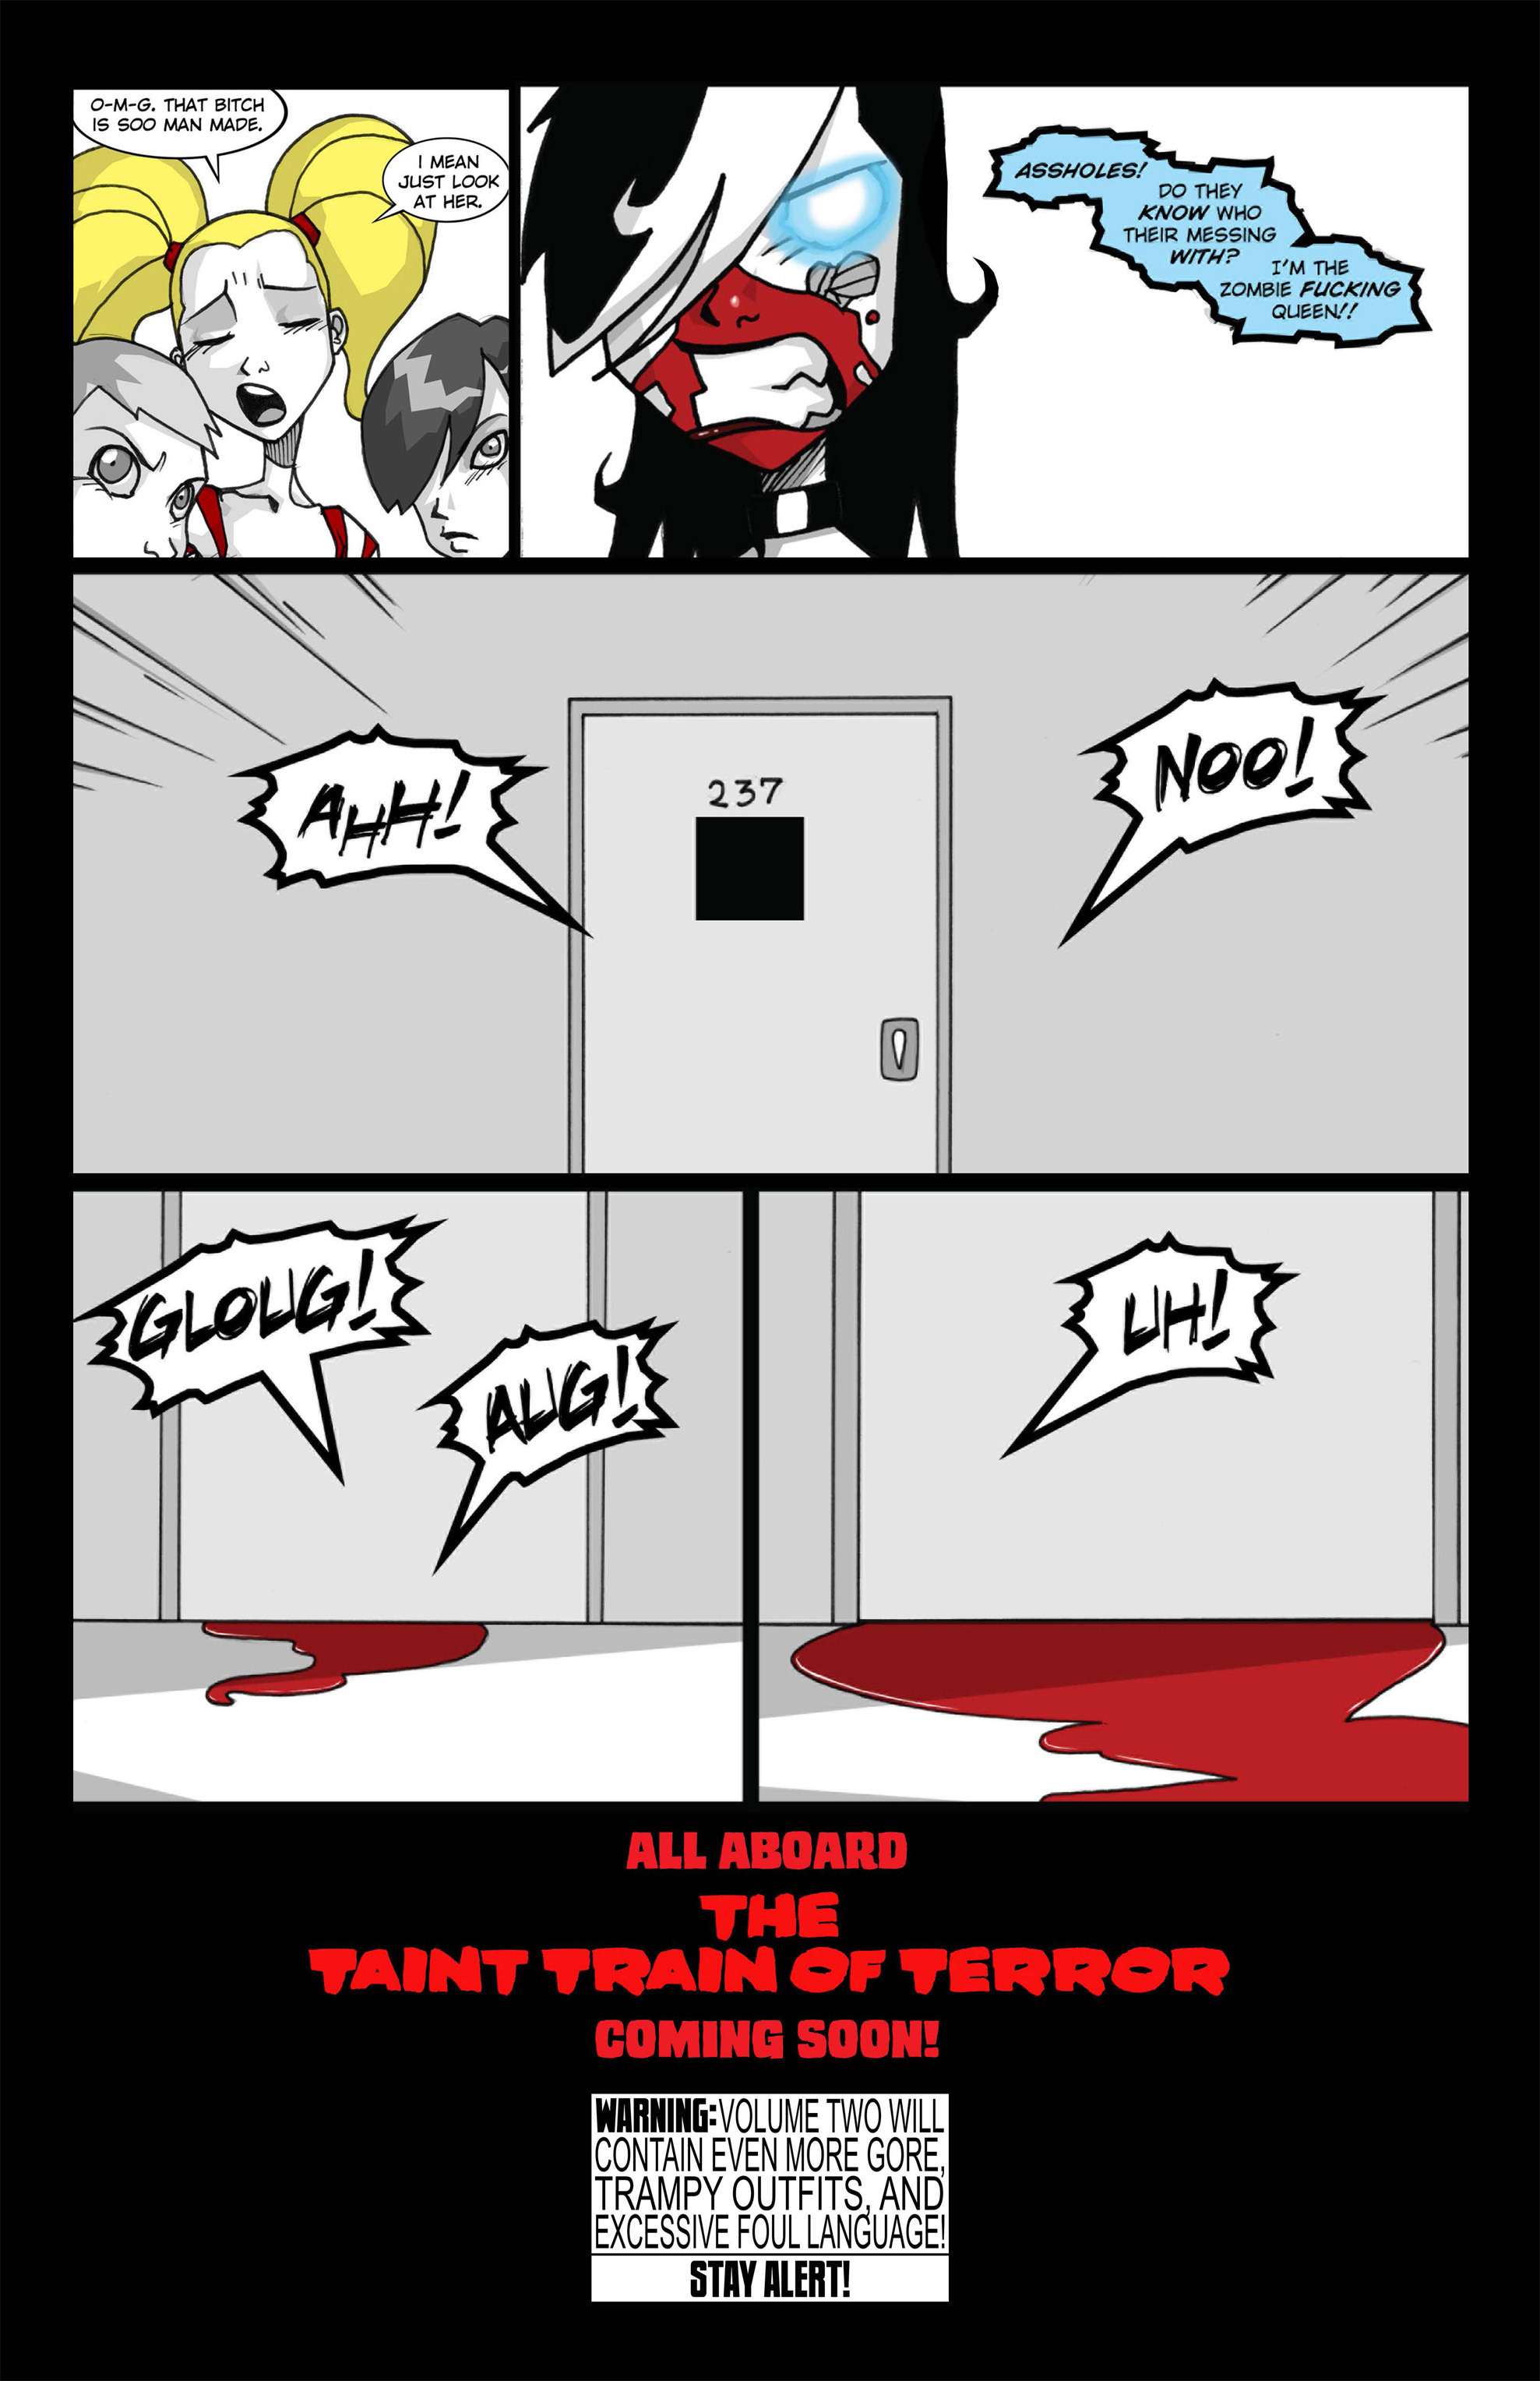 O-M-G. THAT BITCH
IS SOO MAN MADE.
I MEAN
JUST LOOK
AT HER.
ASSHOLES!
DO THEY
KNOW WHO
THEIR MESSING
WITH?
I'M THE
ZOMBIE FUCKING
QUEEN!!
AHH!
NOO!
237
GLOUG!
AUG!
UH!
ALL ABOARD
THE
TAINT TRAIN OF TERROR
COMING SOON!
WARNING: VOLUME TWO WILL
CONTAIN EVEN MORE GORE,
TRAMPY OUTFITS, AND
EXCESSIVE FOUL LANGUAGE!
STAY ALERT!